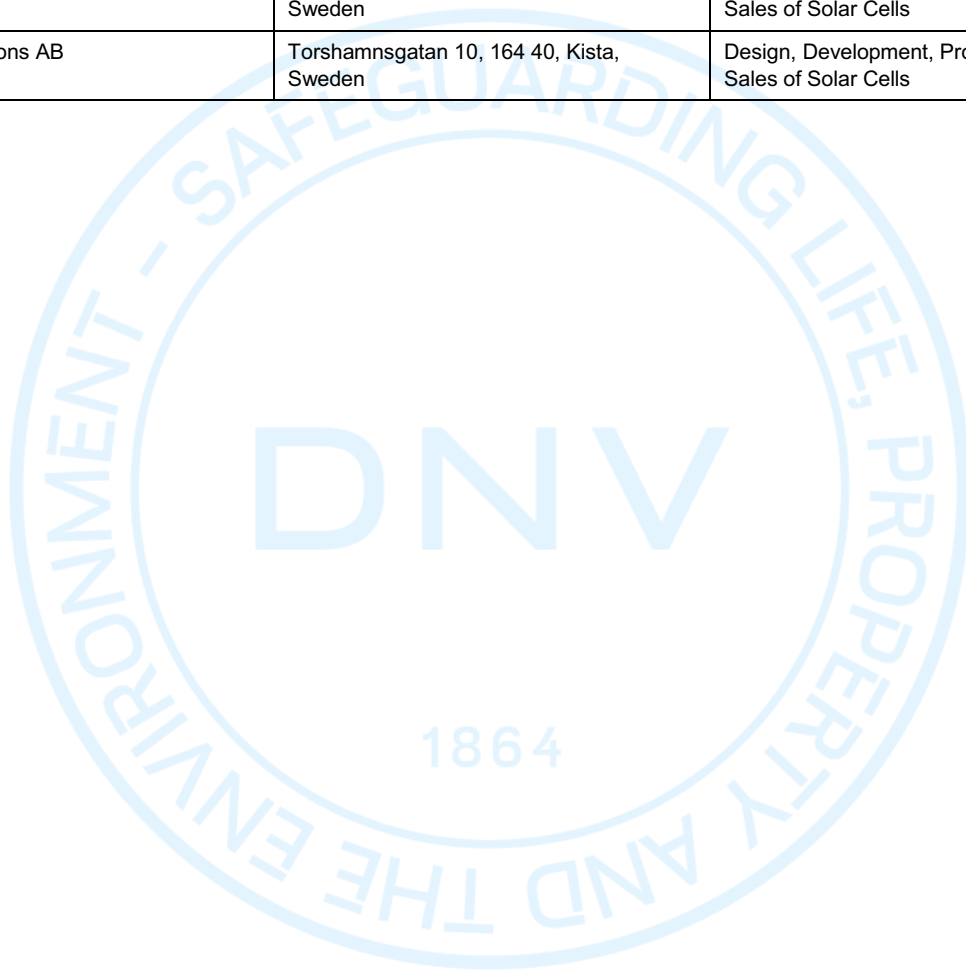 Sweden
Sales of Solar Cells
ons AB
Torshamnsgatan 10, 164 40, Kista,
Design, Development,
Sweden
Sales of Solar Cells
SAFEGUARDING LIFE, PROPERTY AND THE ENVIRONMENT –
DNV
1864